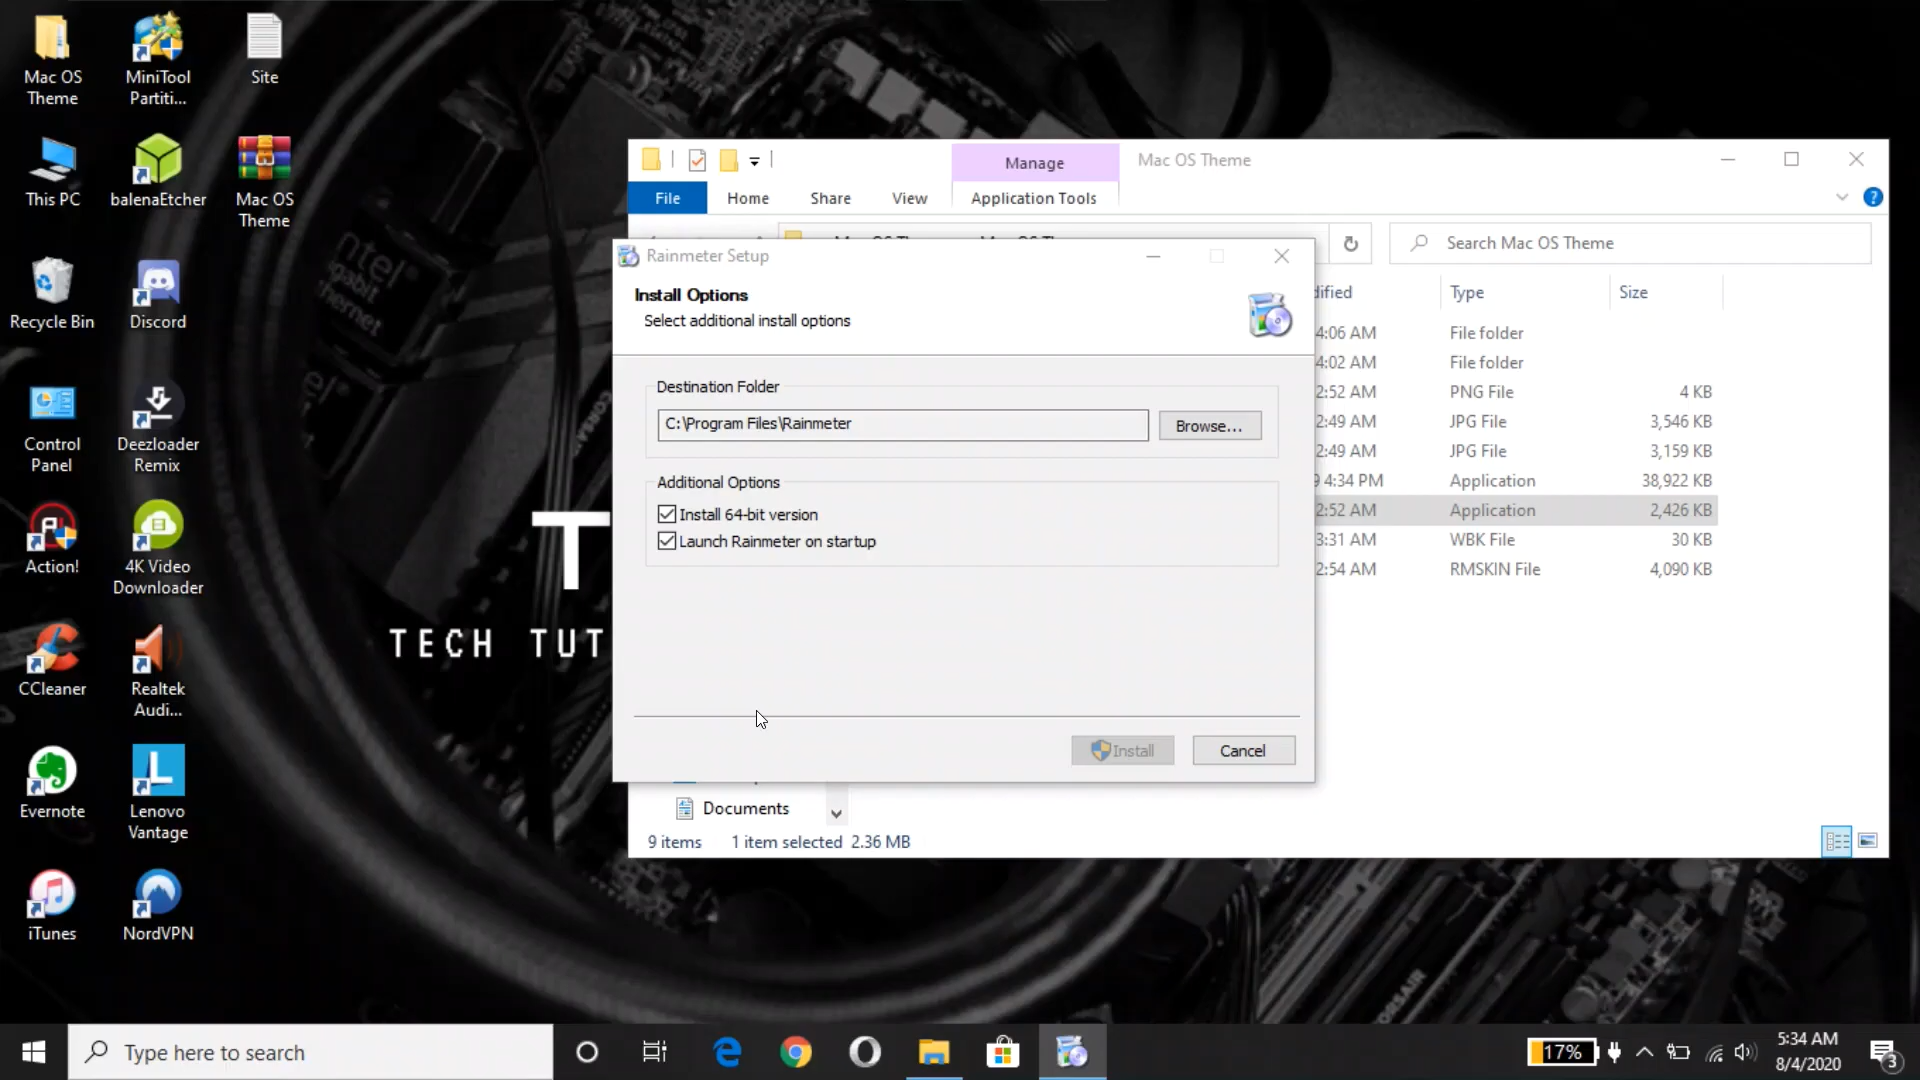 Mac OS
Theme
MiniTool
Partiti...
Site
This PC
balenaEtcher
Mac OS
Theme
Recycle Bin
Discord
Control
Panel
Deezloader
Remix
Action!
4K Video
Downloader
CCleaner
Realtek
Audi...
Evernote
Lenovo
Vantage
iTunes
NordVPN
intel
gigabit
ethernet
TECH TUT
CORSAIR
Manage
Mac OS Theme
File
Home
Share
View
Application Tools
Search Mac OS Theme
Type
Size
4:06 AM File folder
4:02 AM File folder
2:52 AM PNG File 4 KB
2:49 AM JPG File 3,546 KB
2:49 AM JPG File 3,159 KB
9 4:34 PM Application 38,922 KB
2:52 AM Application 2,426 KB
3:31 AM WBK File 30 KB
2:54 AM RMSKIN File 4,090 KB
Rainmeter Setup
Install Options
Select additional install options
Destination Folder
C:\Program Files\Rainmeter
Browse...
Additional Options
Install 64-bit version
Launch Rainmeter on startup
Install
Cancel
Documents
9 items 1 item selected 2.36 MB
Type here to search
17%
5:34 AM
8/4/2020
3